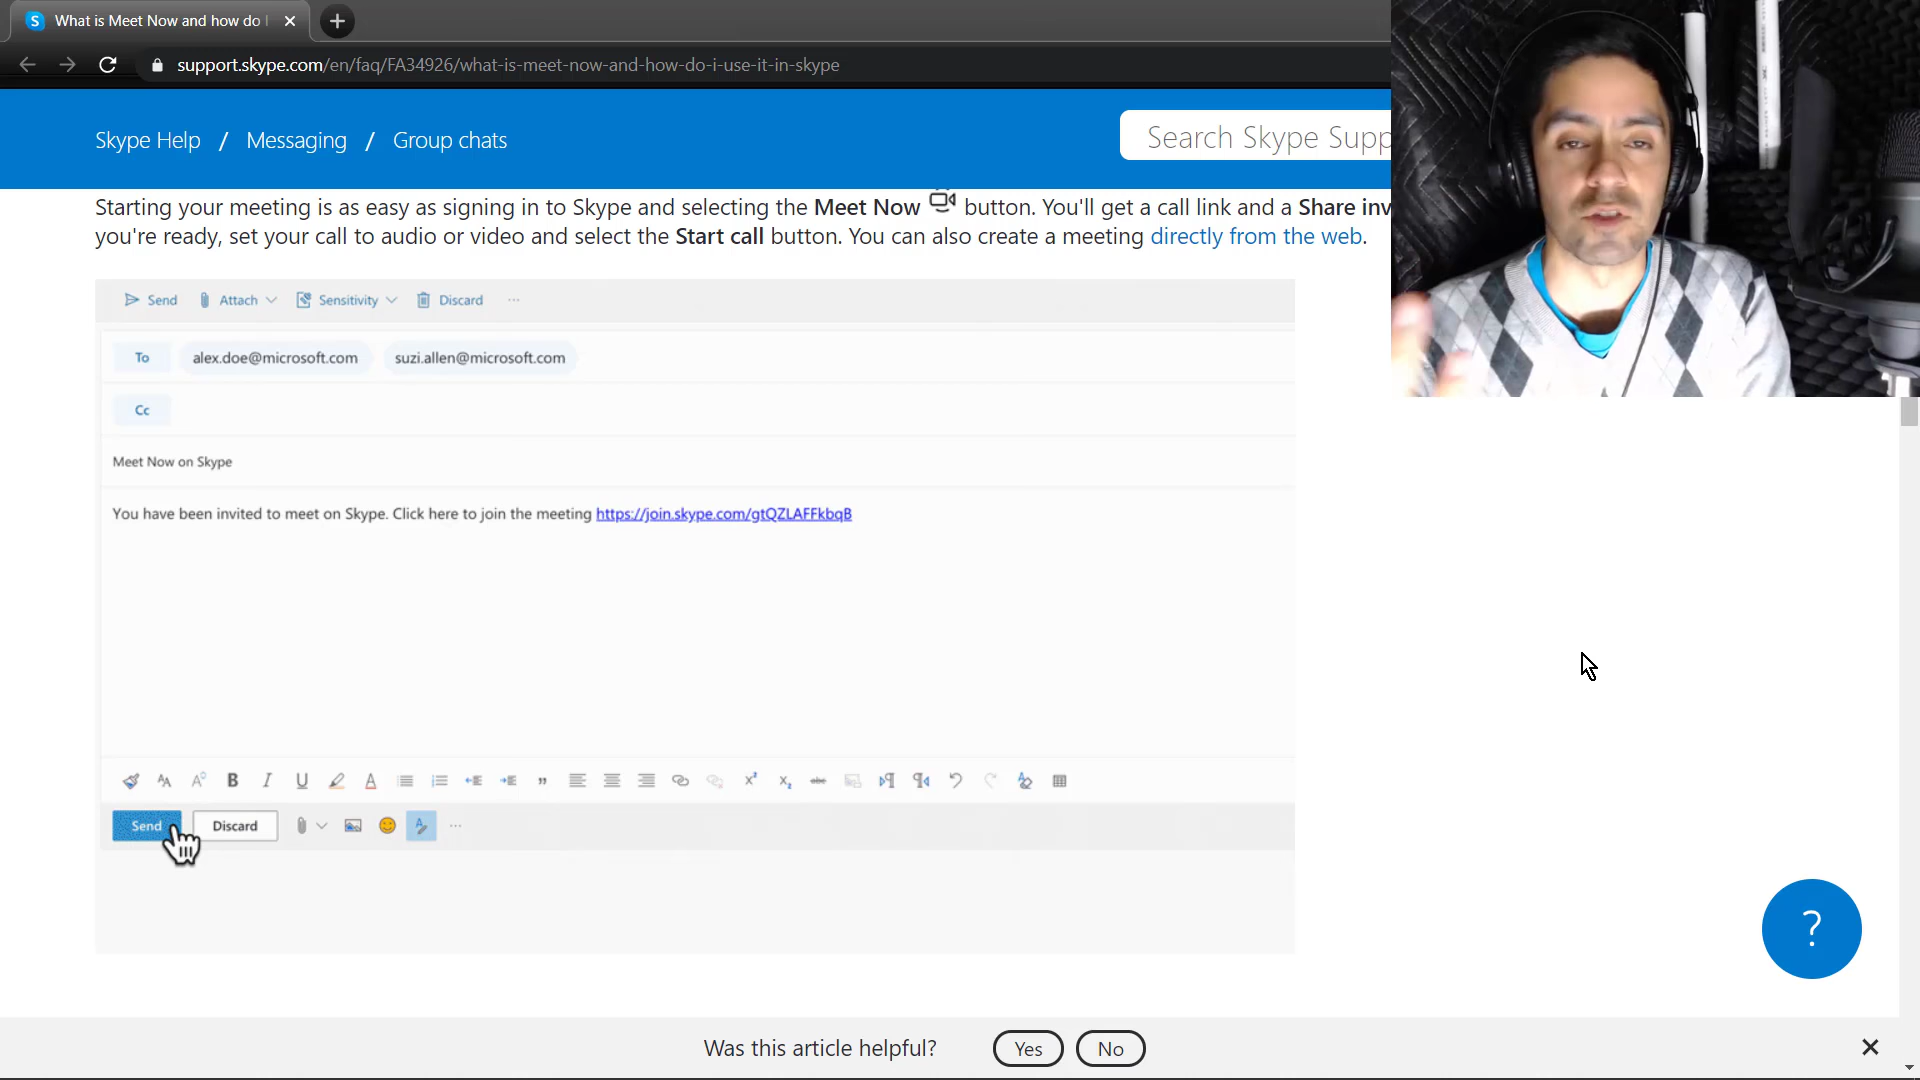 What is Meet Now and how do
support.skype.com/en/faq/FA34926/what-is-meet-now-and-how-do-i-use-it-in-skype
Skype Help / Messaging / Group chats
Search Skype Supp
Starting your meeting is as easy as signing in to Skype and selecting the Meet Now button. You'll get a call link and a Share inv
you're ready, set your call to audio or video and select the Start call button. You can also create a meeting directly from the web.
Send Attach Sensitivity Discard ...
To alex.doe@microsoft.com suzi.allen@microsoft.com
Cc
Meet Now on Skype
You have been invited to meet on Skype. Click here to join the meeting https://join.skype.com/gtQZLAFFkbqB
Send Discard ...
?
Was this article helpful? Yes No